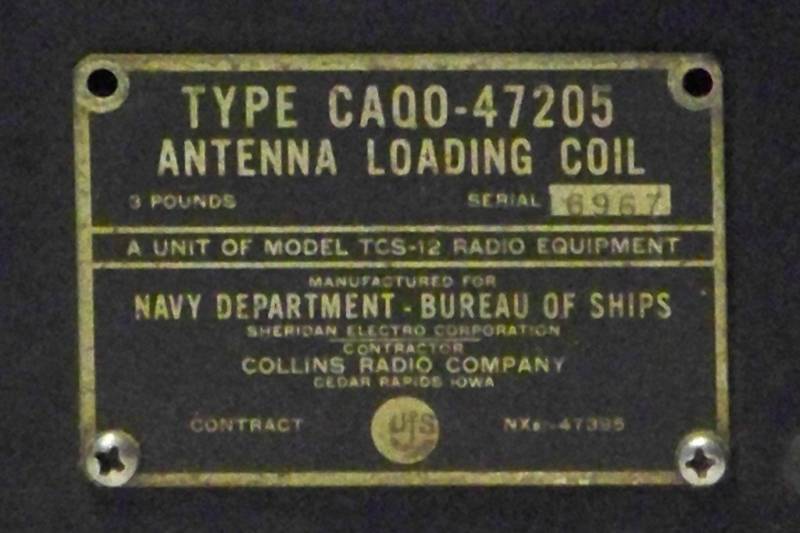 TYPE CAQO-47205
ANTENNA LOADING COIL
3 POUNDS SERIAL 6967
A UNIT OF MODEL TCS-12 RADIO EQUIPMENT
MANUFACTURED FOR
NAVY DEPARTMENT - BUREAU OF SHIPS
SHERIDAN ELECTRO CORPORATION
CONTRACTOR
COLLINS RADIO COMPANY
CEDAR RAPIDS IOWA
CONTRACT